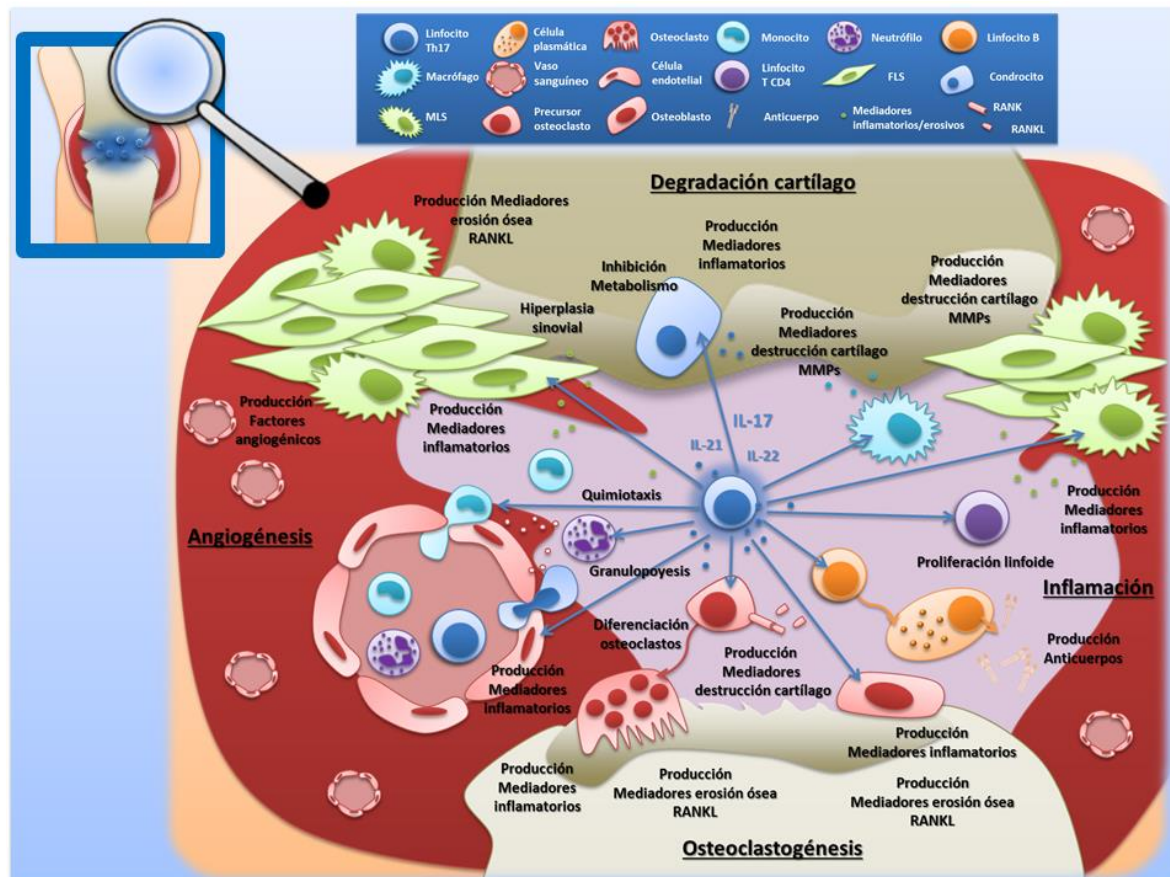 Linfocito
Th17
Célula
plasmática
Osteoclasto
Monocito
Neutrófilo
Linfocito B
Macrófago
Vaso
sanguíneo
Célula
endotelial
Linfocito
T CD4
FLS
Condrocito
MLS
Precursor
osteoclasto
Osteoblasto
Anticuerpo
Mediadores
inflamatorios/erosivos
RANK
RANKL
Degradación cartílago
Producción Mediadores
erosión ósea
RANKL
Producción
Mediadores
inflamatorios
Inhibición
Metabolismo
Producción
Mediadores
destrucción cartílago
MMPs
Hiperplasia
sinovial
Producción
Mediadores
destrucción cartílago
MMPs
Producción
Factores
angiogénicos
Producción
Mediadores
inflamatorios
IL-17
IL-21
IL-22
Quimiotaxis
Producción
Mediadores
inflamatorios
Angiogénesis
Granulopoyesis
Proliferación linfoide
Inflamación
Diferenciación
osteoclastos
Producción
Mediadores
destrucción cartílago
Producción
Anticuerpos
Producción
Mediadores
inflamatorios
Producción
Mediadores inflamatorios
Producción
Mediadores
inflamatorios
Producción
Mediadores erosión ósea
RANKL
Producción
Mediadores erosión ósea
RANKL
Osteoclastogénesis